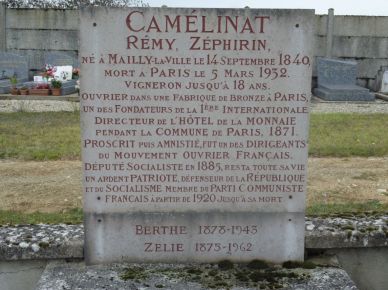 CAMÉLINAT
RÉMY, ZÉPHIRIN,
NÉ À MAILLY-LA-VILLE LE 14 SEPTEMBRE 1840,
MORT À PARIS LE 5 MARS 1932.
VIGNERON JUSQU'À 18 ANS.
OUVRIER DANS UNE FABRIQUE DE BRONZE À PARIS,
UN DES FONDATEURS DE LA 1ÈRE INTERNATIONALE
DIRECTEUR DE L'HÔTEL DE LA MONNAIE
PENDANT LA COMMUNE DE PARIS, 1871.
PROSCRIT PUIS AMNISTIÉ, FUT UN DES DIRIGEANTS
DU MOUVEMENT OUVRIER FRANÇAIS.
DÉPUTÉ SOCIALISTE EN 1885, RESTA TOUTE SA VIE
UN ARDENT PATRIOTE, DÉFENSEUR DE LA RÉPUBLIQUE
ET DU SOCIALISME MEMBRE DU PARTI COMMUNISTE
FRANÇAIS À PARTIR DE 1920 JUSQU'À SA MORT
BERTHE 1878-1943
ZÉLIE 1875-1962